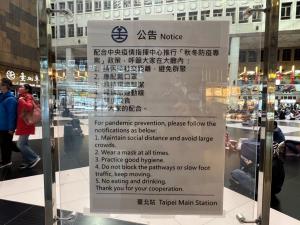 公告 Notice
配合中央疫情指揮中心推行「秋冬防疫專
案」政策，呼籲大家在大廳內：
1. 請保持社交距離，避免群聚
For pandemic prevention, please follow the
notifications as below:
1. Maintain social distance and avoid large
crowds.
2. Wear a mask at all times.
3. Practice good hygiene.
4. Do not block the pathways or slow foot
traffic, keep moving.
5. No eating and drinking.
Thank you for your cooperation.
臺北站 Taipei Main Station